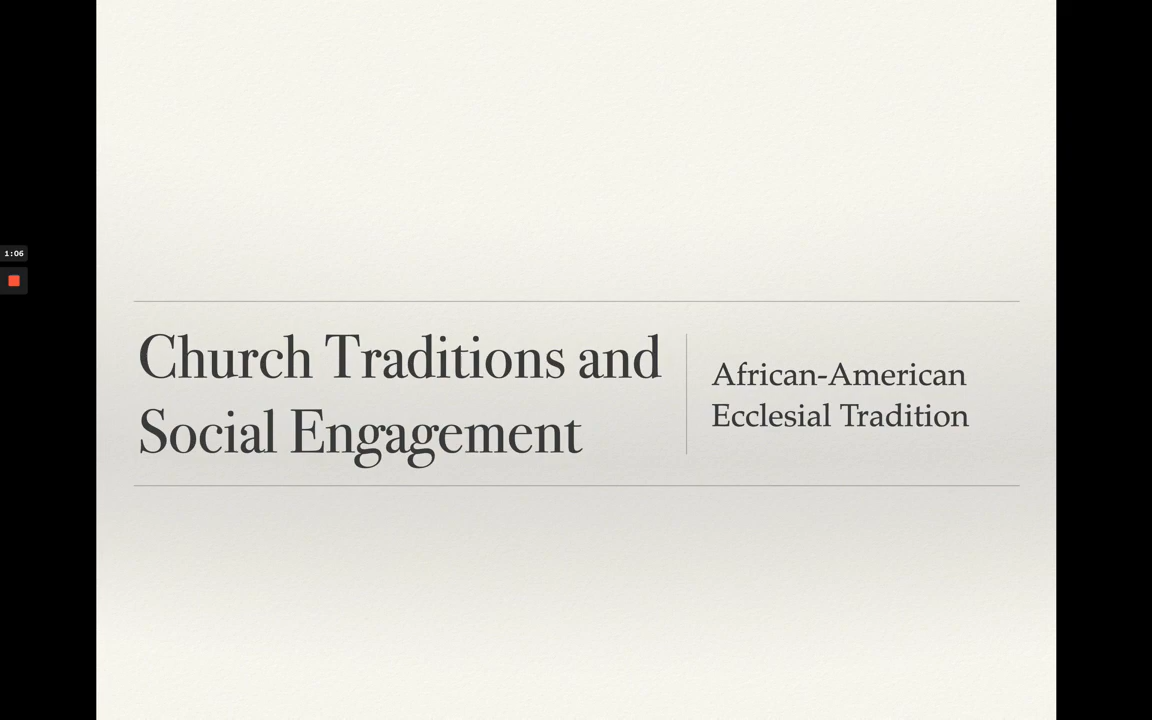 1:06
Church Traditions and
Social Engagement
African-American
Ecclesial Tradition